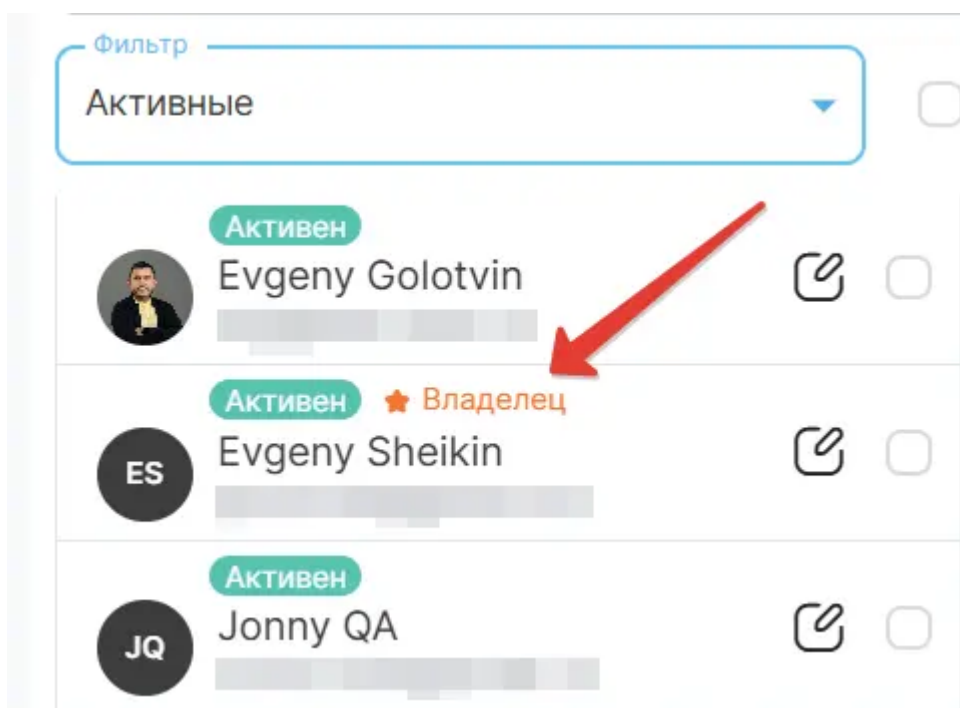 Фильтр
Активные
Активен
Evgeny Golotvin
Активен Владелец
ES
Evgeny Sheikin
Активен
JQ
Jonny QA